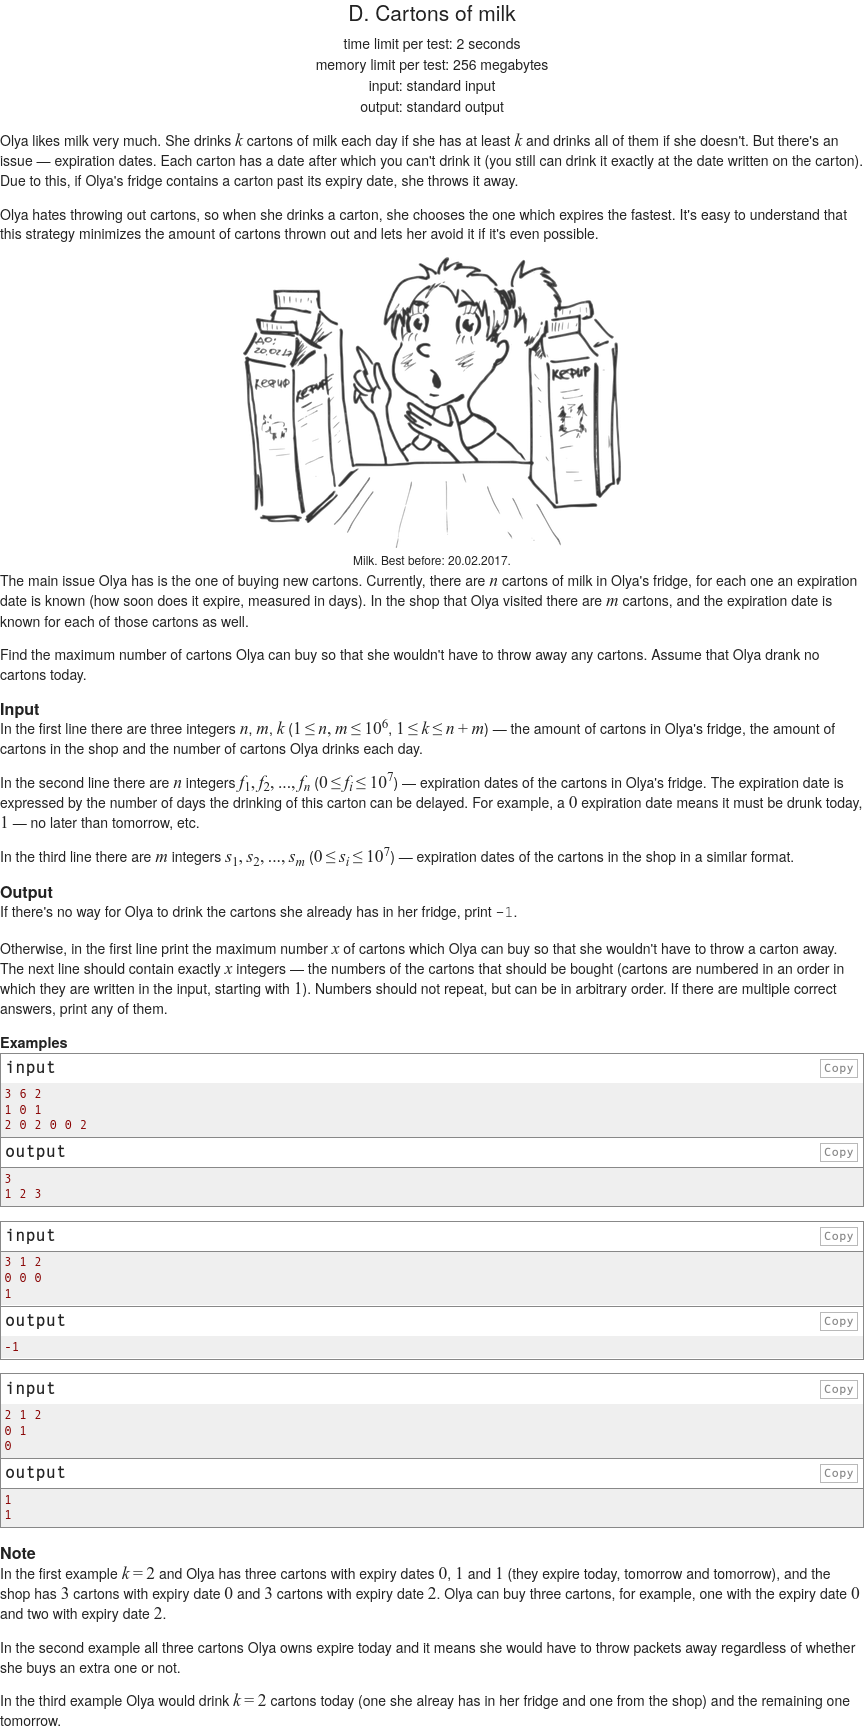 D. Cartons of milk
time limit per test: 2 seconds
memory limit per test: 256 megabytes
input: standard input
output: standard output
Olya likes milk very much. She drinks k cartons of milk each day if she has at least k and drinks all of them if she doesn't. But there's an
issue — expiration dates. Each carton has a date after which you can't drink it (you still can drink it exactly at the date written on the carton).
Due to this, if Olya's fridge contains a carton past its expiry date, she throws it away.
Olya hates throwing out cartons, so when she drinks a carton, she chooses the one which expires the fastest. It's easy to understand that
this strategy minimizes the amount of cartons thrown out and lets her avoid it if it's even possible.
ДО:
20.02.17
КЕФИР
КЕФИР
КЕФИР
Milk. Best before: 20.02.2017.
The main issue Olya has is the one of buying new cartons. Currently, there are n cartons of milk in Olya's fridge, for each one an expiration
date is known (how soon does it expire, measured in days). In the shop that Olya visited there are m cartons, and the expiration date is
known for each of those cartons as well.
Find the maximum number of cartons Olya can buy so that she wouldn't have to throw away any cartons. Assume that Olya drank no
cartons today.
Input
In the first line there are three integers n, m, k (1 ≤ n, m ≤ 10^6, 1 ≤ k ≤ n + m) — the amount of cartons in Olya's fridge, the amount of
cartons in the shop and the number of cartons Olya drinks each day.
In the second line there are n integers f1, f2, ..., fn (0 ≤ fi ≤ 10^7) — expiration dates of the cartons in Olya's fridge. The expiration date is
expressed by the number of days the drinking of this carton can be delayed. For example, a 0 expiration date means it must be drunk today,
1 — no later than tomorrow, etc.
In the third line there are m integers s1, s2, ..., sm (0 ≤ si ≤ 10^7) — expiration dates of the cartons in the shop in a similar format.
Output
If there's no way for Olya to drink the cartons she already has in her fridge, print -1.
Otherwise, in the first line print the maximum number x of cartons which Olya can buy so that she wouldn't have to throw a carton away.
The next line should contain exactly x integers — the numbers of the cartons that should be bought (cartons are numbered in an order in
which they are written in the input, starting with 1). Numbers should not repeat, but can be in arbitrary order. If there are multiple correct
answers, print any of them.
Examples
input Copy
3 6 2
1 0 1
2 0 2 0 0 2
output Copy
3
1 2 3
input Copy
3 1 2
0 0 0
1
output Copy
-1
input Copy
2 1 2
0 1
0
output Copy
1
1
Note
In the first example k = 2 and Olya has three cartons with expiry dates 0, 1 and 1 (they expire today, tomorrow and tomorrow), and the
shop has 3 cartons with expiry date 0 and 3 cartons with expiry date 2. Olya can buy three cartons, for example, one with the expiry date 0
and two with expiry date 2.
In the second example all three cartons Olya owns expire today and it means she would have to throw packets away regardless of whether
she buys an extra one or not.
In the third example Olya would drink k = 2 cartons today (one she alreay has in her fridge and one from the shop) and the remaining one
tomorrow.